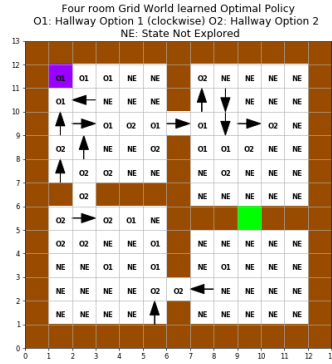 Four room Grid World learned Optimal Policy
O1: Hallway Option 1 (clockwise) O2: Hallway Option 2
NE: State Not Explored
13
12
O1 O1 O1 NE NE O2 NE NE NE NE
11
O1 NE NE NE NE NE NE
10
O1 O2 O1 O1 O2 NE
9
O2 NE NE O2 O1 O1 O2 NE NE
8
O2 O2 NE NE NE O2 NE NE NE
7
O2 NE NE NE NE NE
6
O2 O2 O1 NE
5
O2 O2 NE NE O1 NE NE NE NE NE
4
NE NE O1 NE O1 NE O1 NE NE NE
3
NE NE NE NE O2 O2 NE NE NE NE
2
NE NE NE NE NE NE NE NE NE
1
0
0 1 2 3 4 5 6 7 8 9 10 11 12